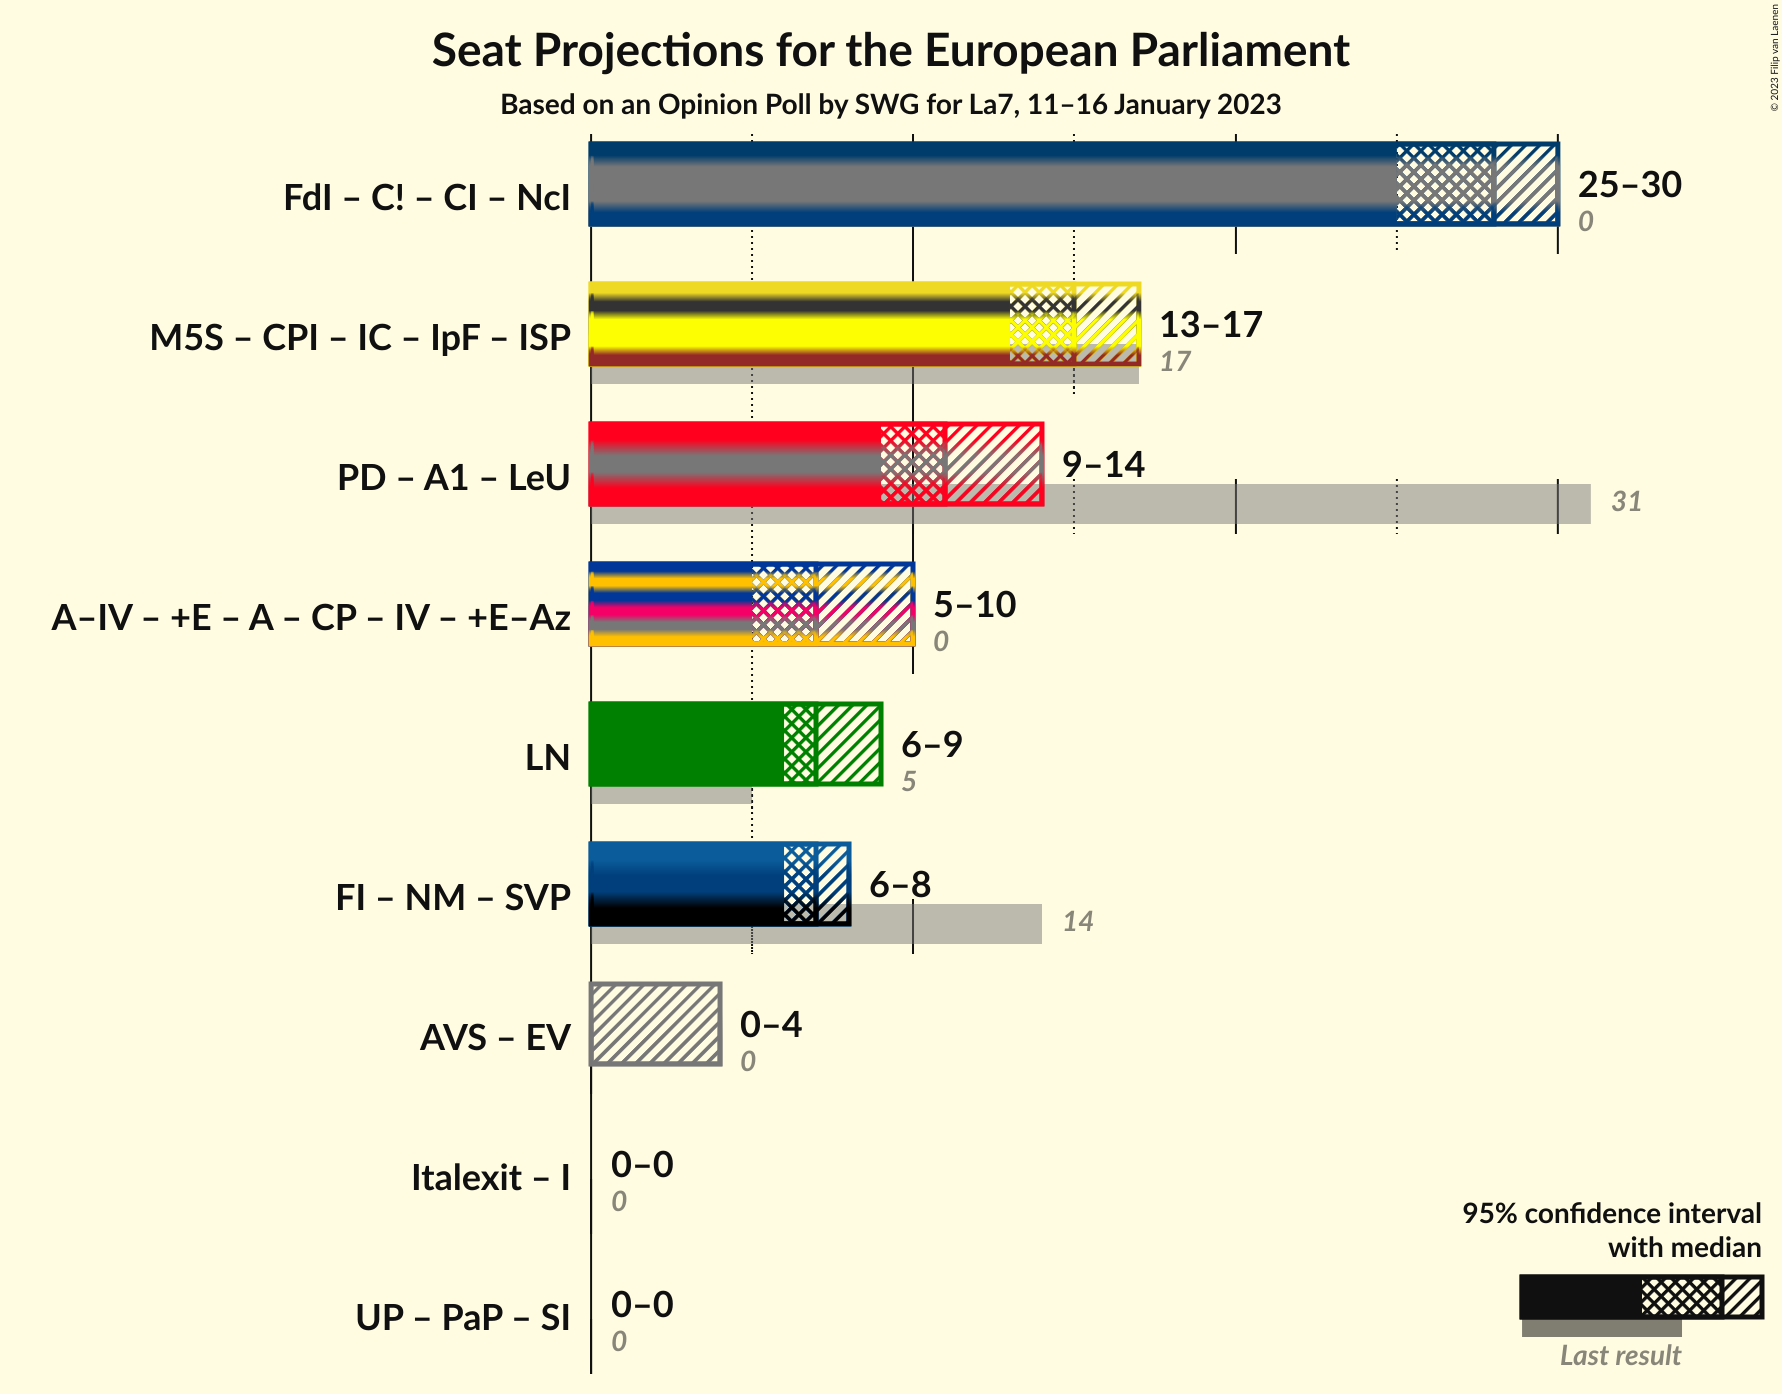 Seat Projections for the European Parliament
Based on an Opinion Poll by SWG for La7, 11–16 January 2023
© 2023 Filip van Laenen
FdI – C! – CI – NcI
25–30
0
M5S – CPI – IC – IpF – ISP
13–17
17
PD – A1 – LeU
9–14
31
A–IV – +E – A – CP – IV – +E–Az
5–10
0
LN
6–9
5
FI – NM – SVP
6–8
14
AVS – EV
0–4
0
Italexit – I
0–0
0
UP – PaP – SI
0–0
0
95% confidence interval
with median
Last result